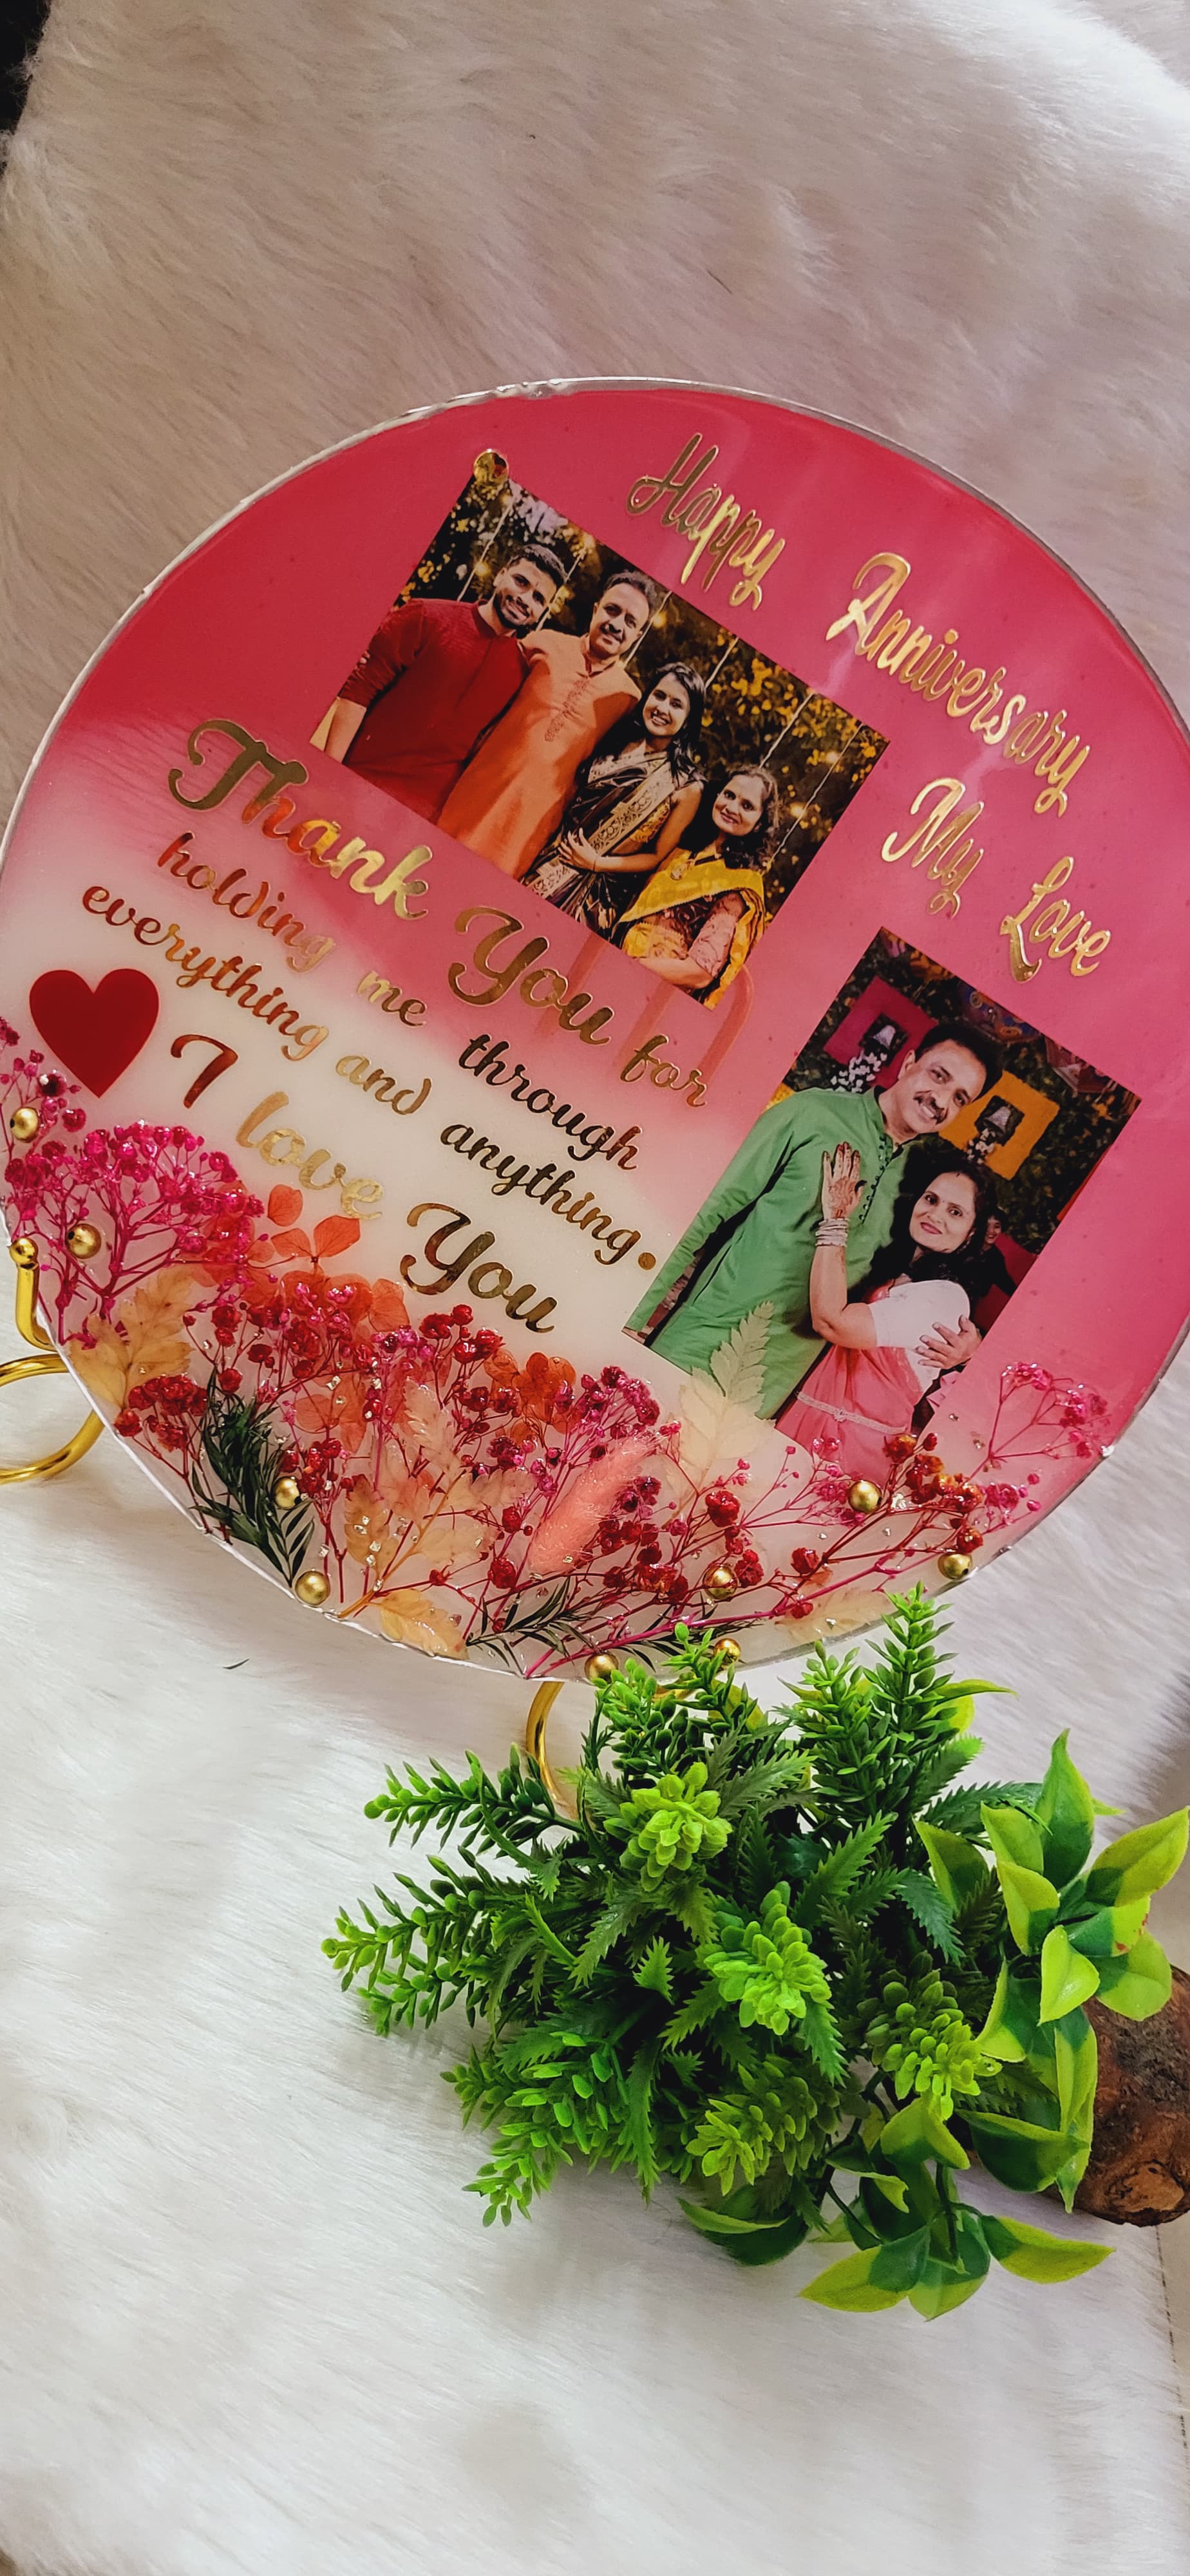 Happy Anniversary
My Love
Thank You for
holding me through
everything and anything.
I love You